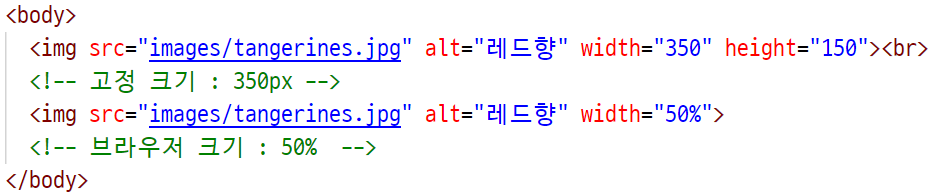 <body>
<img src="images/tangerines.jpg" alt="레드향" width="350" height="150"><br>
<!-- 고정 크기 : 350px -->
<img src="images/tangerines.jpg" alt="레드향" width="50%">
<!-- 브라우저 크기 : 50%  -->
</body>